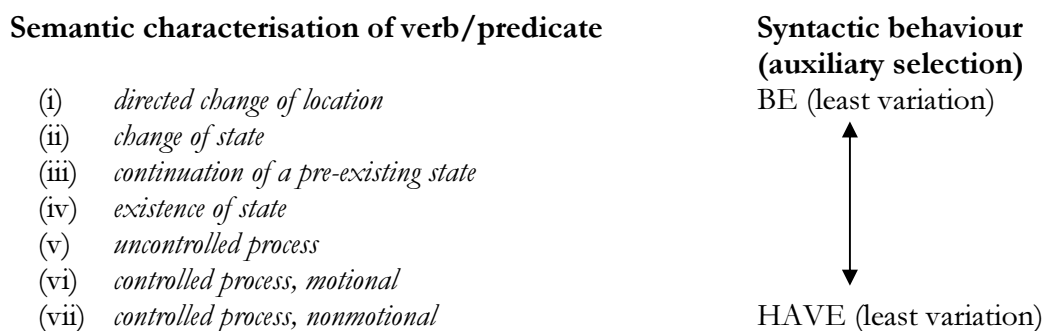 Semantic characterisation of verb/predicate Syntactic behaviour
(auxiliary selection)
(i) directed change of location BE (least variation)
(ii) change of state
(iii) continuation of a pre-existing state
(iv) existence of state
(v) uncontrolled process
(vi) controlled process, motional
(vii) controlled process, nonmotional HAVE (least variation)